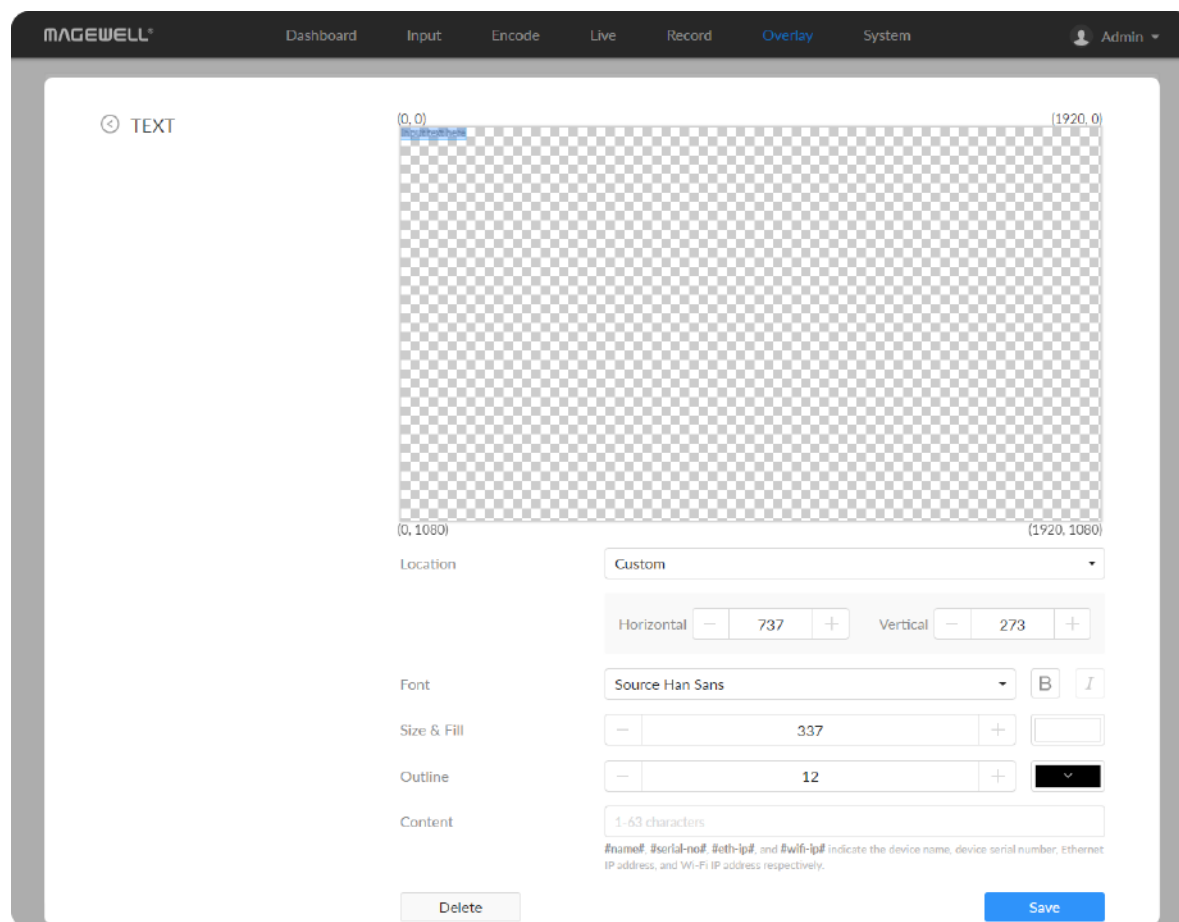 MAGEWELL®
Dashboard Input Encode Live Record Overlay System Admin
TEXT
(0, 0) (1920, 0)
(0, 1080) (1920, 1080)
Location Custom
Horizontal 737 Vertical 273
Font Source Han Sans B I
Size & Fill 337
Outline 12
Content 1-63 characters
#name#, #serial-no#, #eth-ip#, and #wifi-ip# indicate the device name, device serial number, Ethernet
IP address, and Wi-Fi IP address respectively.
Delete Save